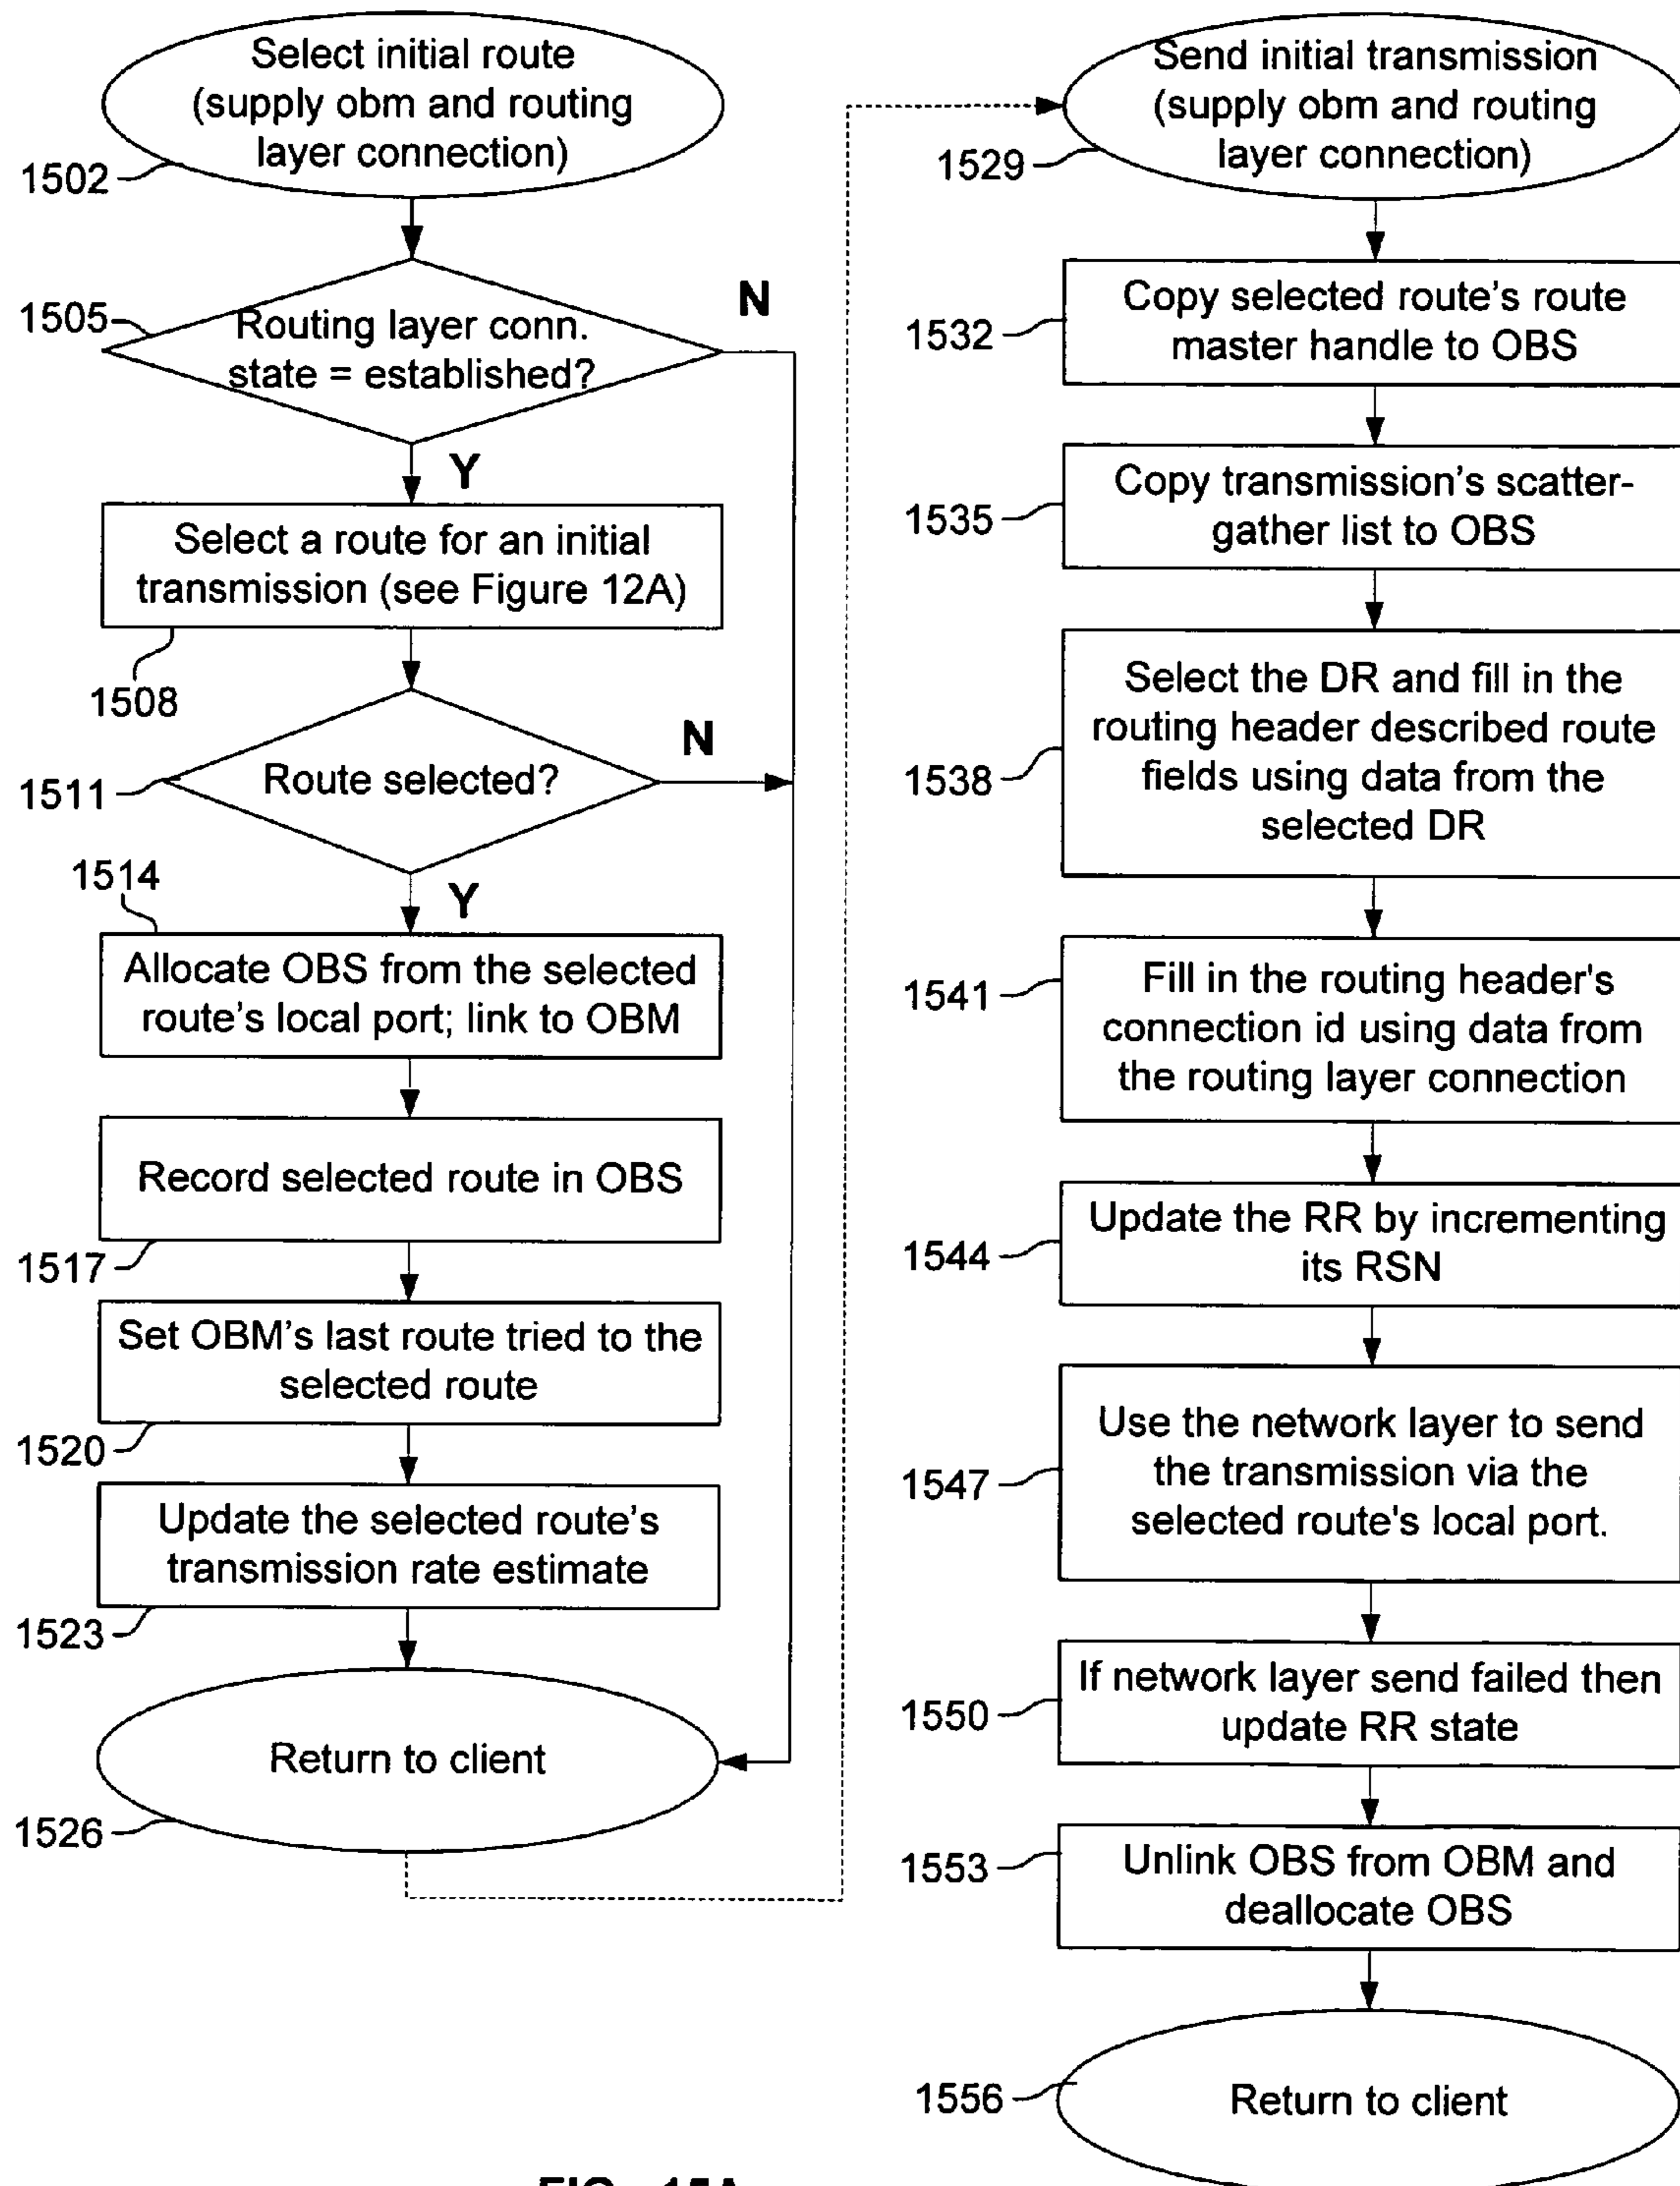 Select initial route
(supply obm and routing
layer connection)
1502
1505
Routing layer conn.
state = established?
N
Y
Select a route for an initial
transmission (see Figure 12A)
1508
1511
Route selected?
N
1514
Y
Allocate OBS from the selected
route's local port; link to OBM
Record selected route in OBS
1517
Set OBM's last route tried to the
selected route
1520
Update the selected route's
transmission rate estimate
1523
Return to client
1526
Send initial transmission
(supply obm and routing
layer connection)
1529
Copy selected route's route
master handle to OBS
1532
Copy transmission's scatter-
gather list to OBS
1535
Select the DR and fill in the
routing header described route
fields using data from the
selected DR
1538
Fill in the routing header's
connection id using data from
the routing layer connection
1541
Update the RR by incrementing
its RSN
1544
Use the network layer to send
the transmission via the
selected route's local port.
1547
If network layer send failed then
update RR state
1550
Unlink OBS from OBM and
deallocate OBS
1553
Return to client
1556